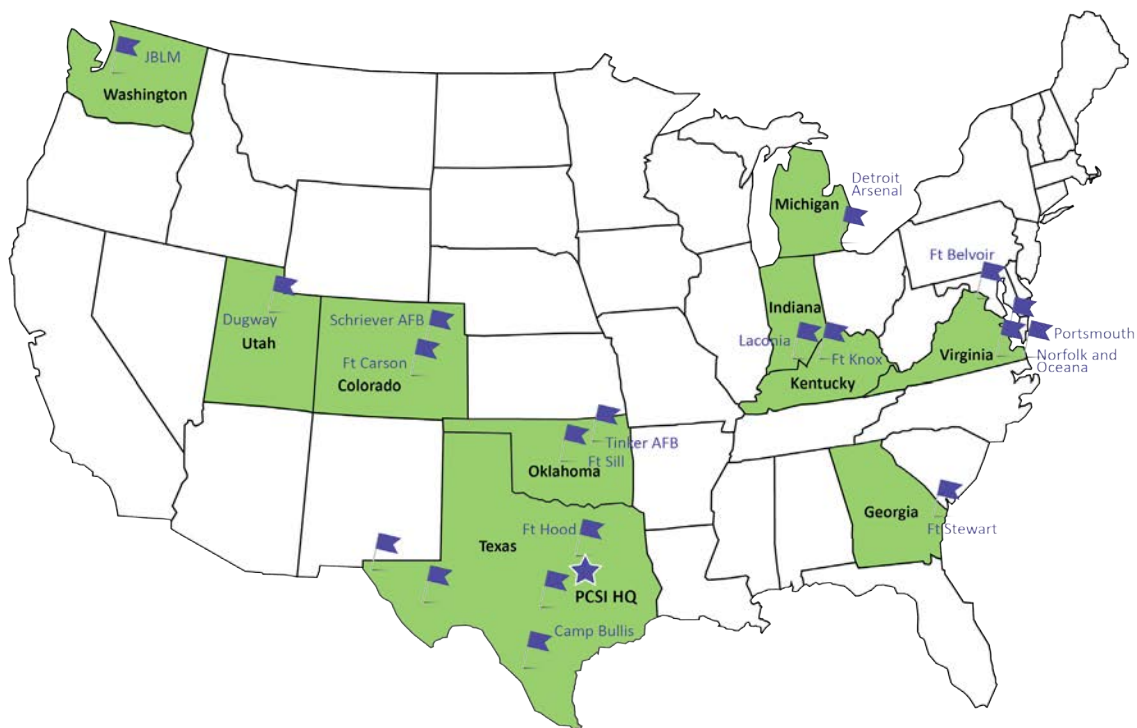 JBLM
Washington
Detroit
Arsenal
Michigan
Ft Belvoir
Dugway
Utah
Schriever AFB
Ft Carson
Colorado
Indiana
Laconia
Ft Knox
Kentucky
Virginia
Portsmouth
Norfolk and
Oceana
Tinker AFB
Ft Sill
Oklahoma
Georgia
Ft Stewart
Ft Hood
Texas
PCSI HQ
Camp Bullis